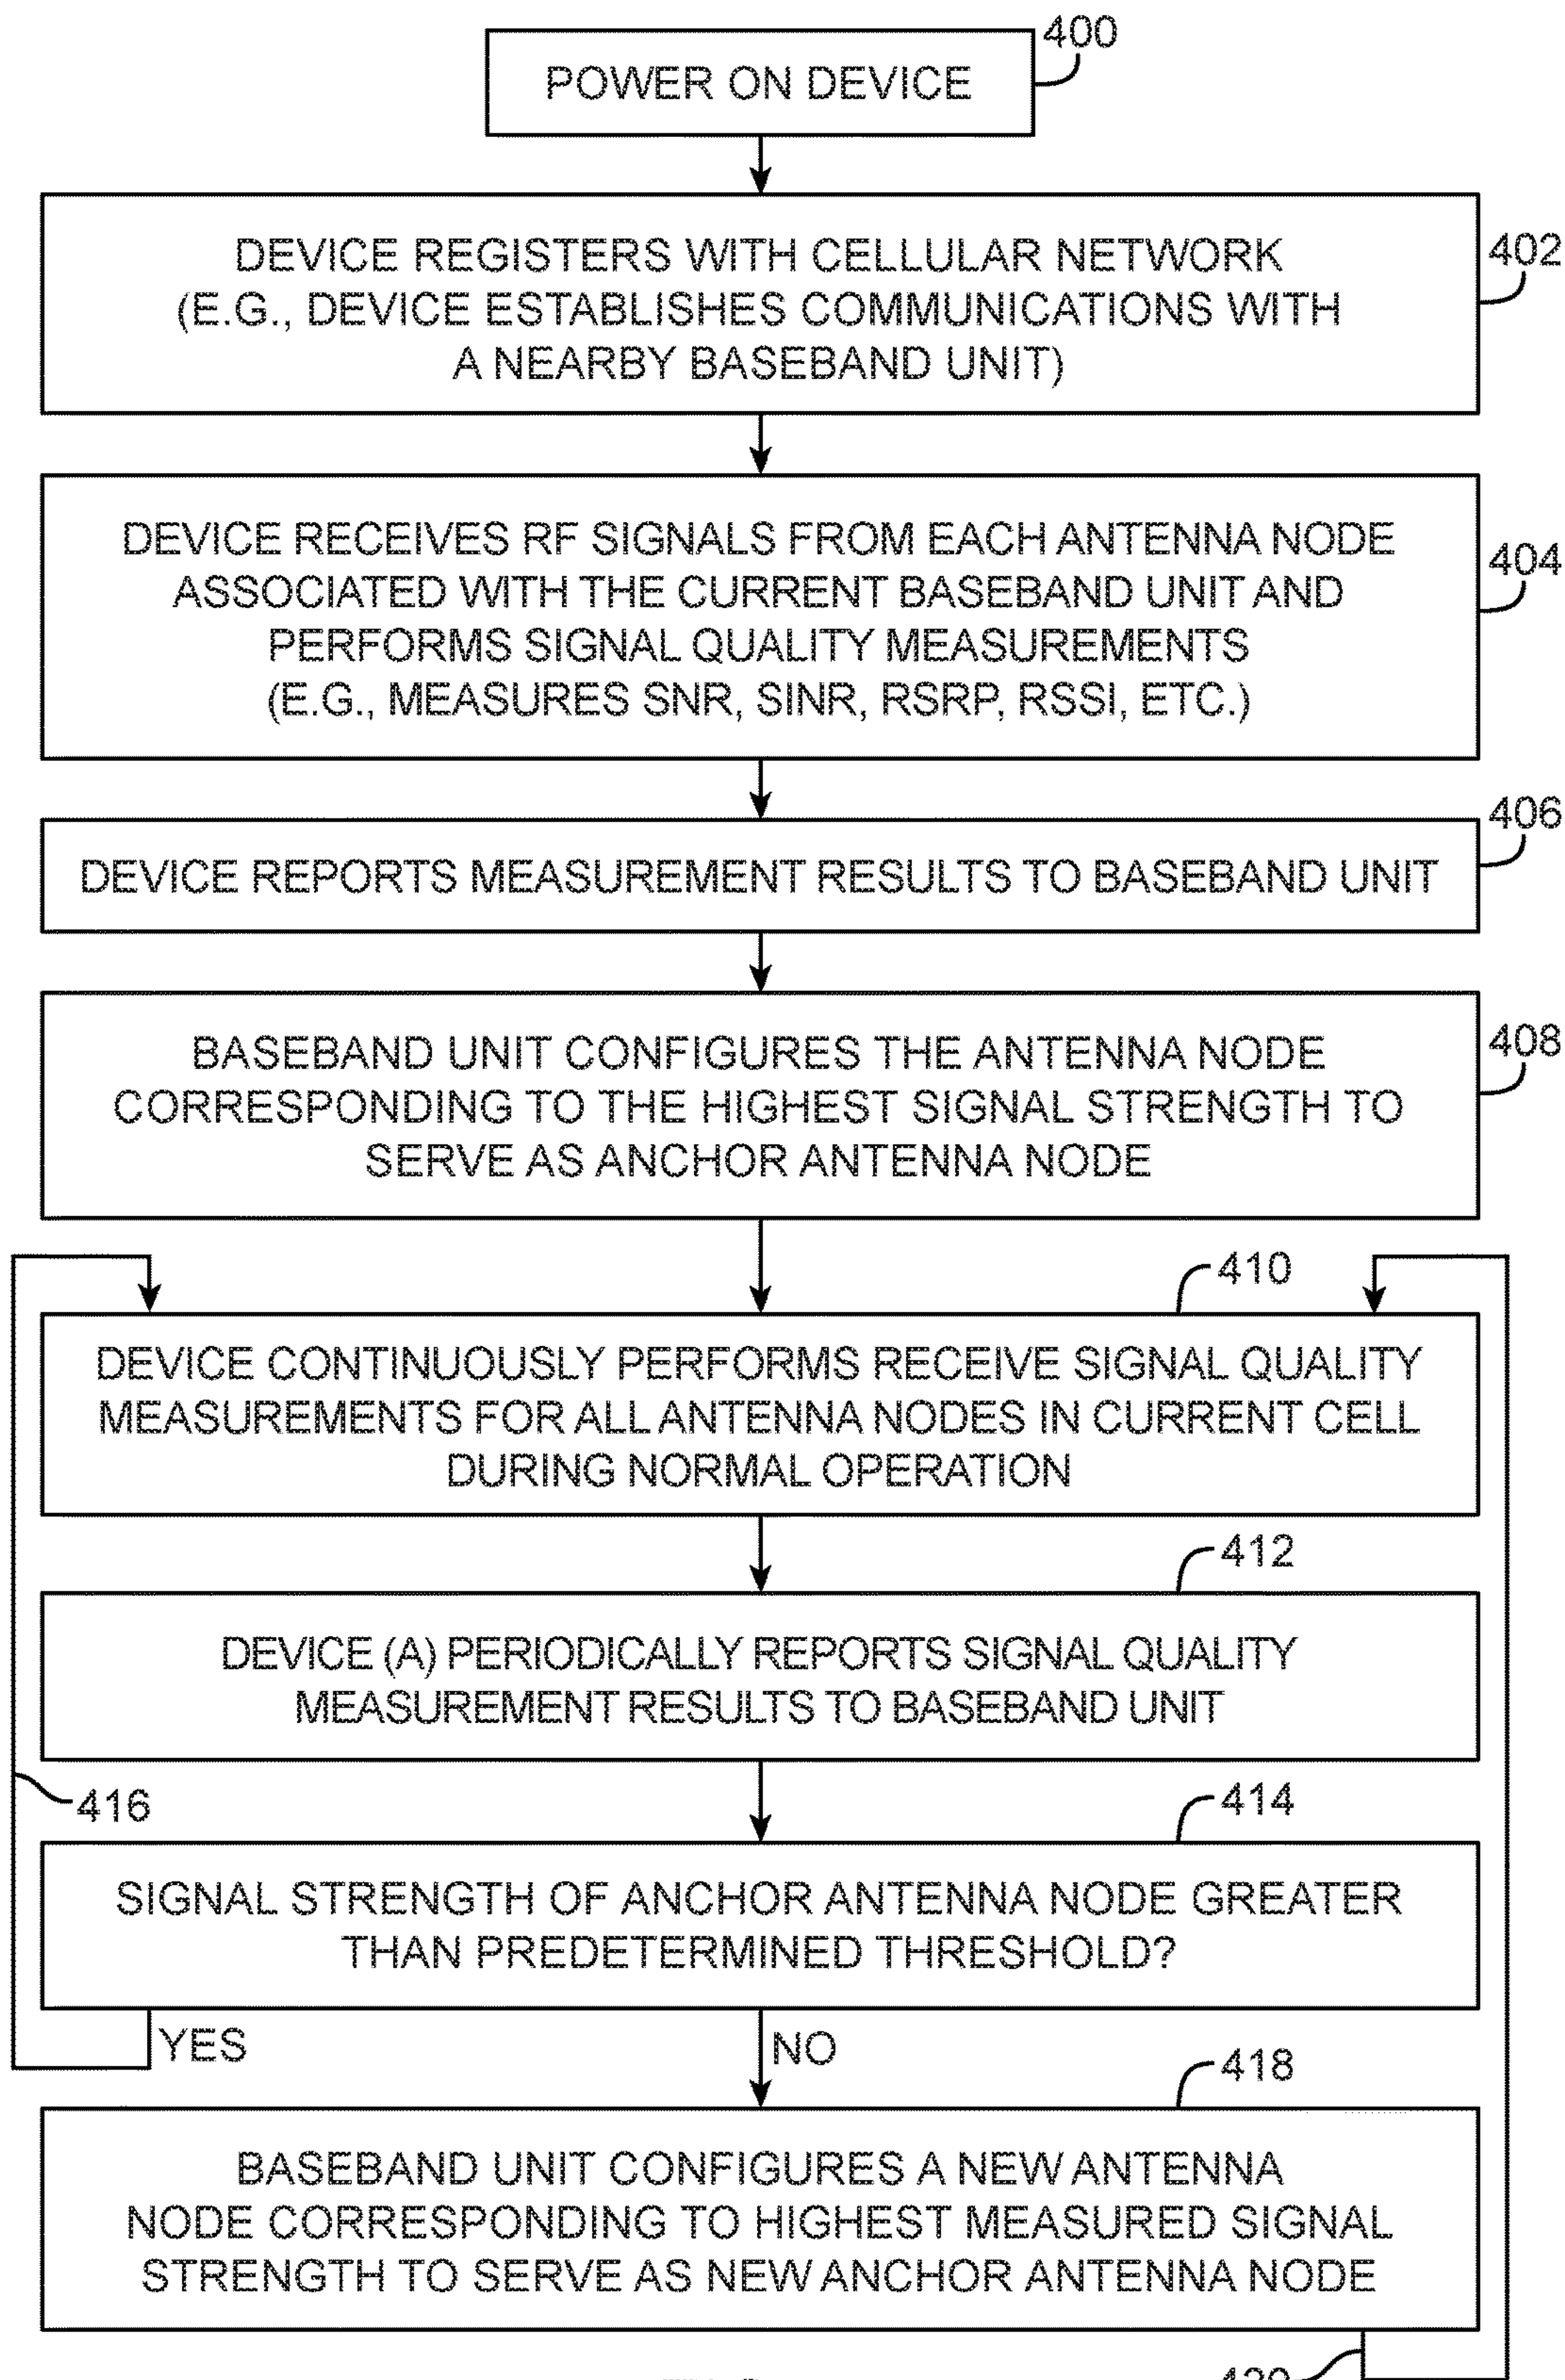 400
POWER ON DEVICE
402
DEVICE REGISTERS WITH CELLULAR NETWORK
(E.G., DEVICE ESTABLISHES COMMUNICATIONS WITH
A NEARBY BASEBAND UNIT)
404
DEVICE RECEIVES RF SIGNALS FROM EACH ANTENNA NODE
ASSOCIATED WITH THE CURRENT BASEBAND UNIT AND
PERFORMS SIGNAL QUALITY MEASUREMENTS
(E.G., MEASURES SNR, SINR, RSRP, RSSI, ETC.)
406
DEVICE REPORTS MEASUREMENT RESULTS TO BASEBAND UNIT
408
BASEBAND UNIT CONFIGURES THE ANTENNA NODE
CORRESPONDING TO THE HIGHEST SIGNAL STRENGTH TO
SERVE AS ANCHOR ANTENNA NODE
410
DEVICE CONTINUOUSLY PERFORMS RECEIVE SIGNAL QUALITY
MEASUREMENTS FOR ALL ANTENNA NODES IN CURRENT CELL
DURING NORMAL OPERATION
412
DEVICE (A) PERIODICALLY REPORTS SIGNAL QUALITY
MEASUREMENT RESULTS TO BASEBAND UNIT
416
414
SIGNAL STRENGTH OF ANCHOR ANTENNA NODE GREATER
THAN PREDETERMINED THRESHOLD?
YES
NO
418
BASEBAND UNIT CONFIGURES A NEW ANTENNA
NODE CORRESPONDING TO HIGHEST MEASURED SIGNAL
STRENGTH TO SERVE AS NEW ANCHOR ANTENNA NODE